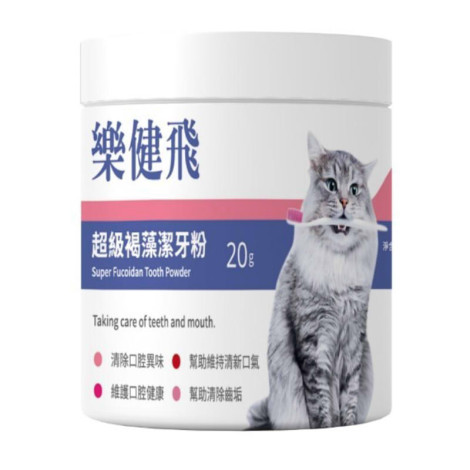 樂健飛
超級褐藻潔牙粉 20g
Super Fucoidan Tooth Powder
Taking care of teeth and mouth.
清除口腔異味 幫助維持清新口氣
維護口腔健康 幫助清除齒垢